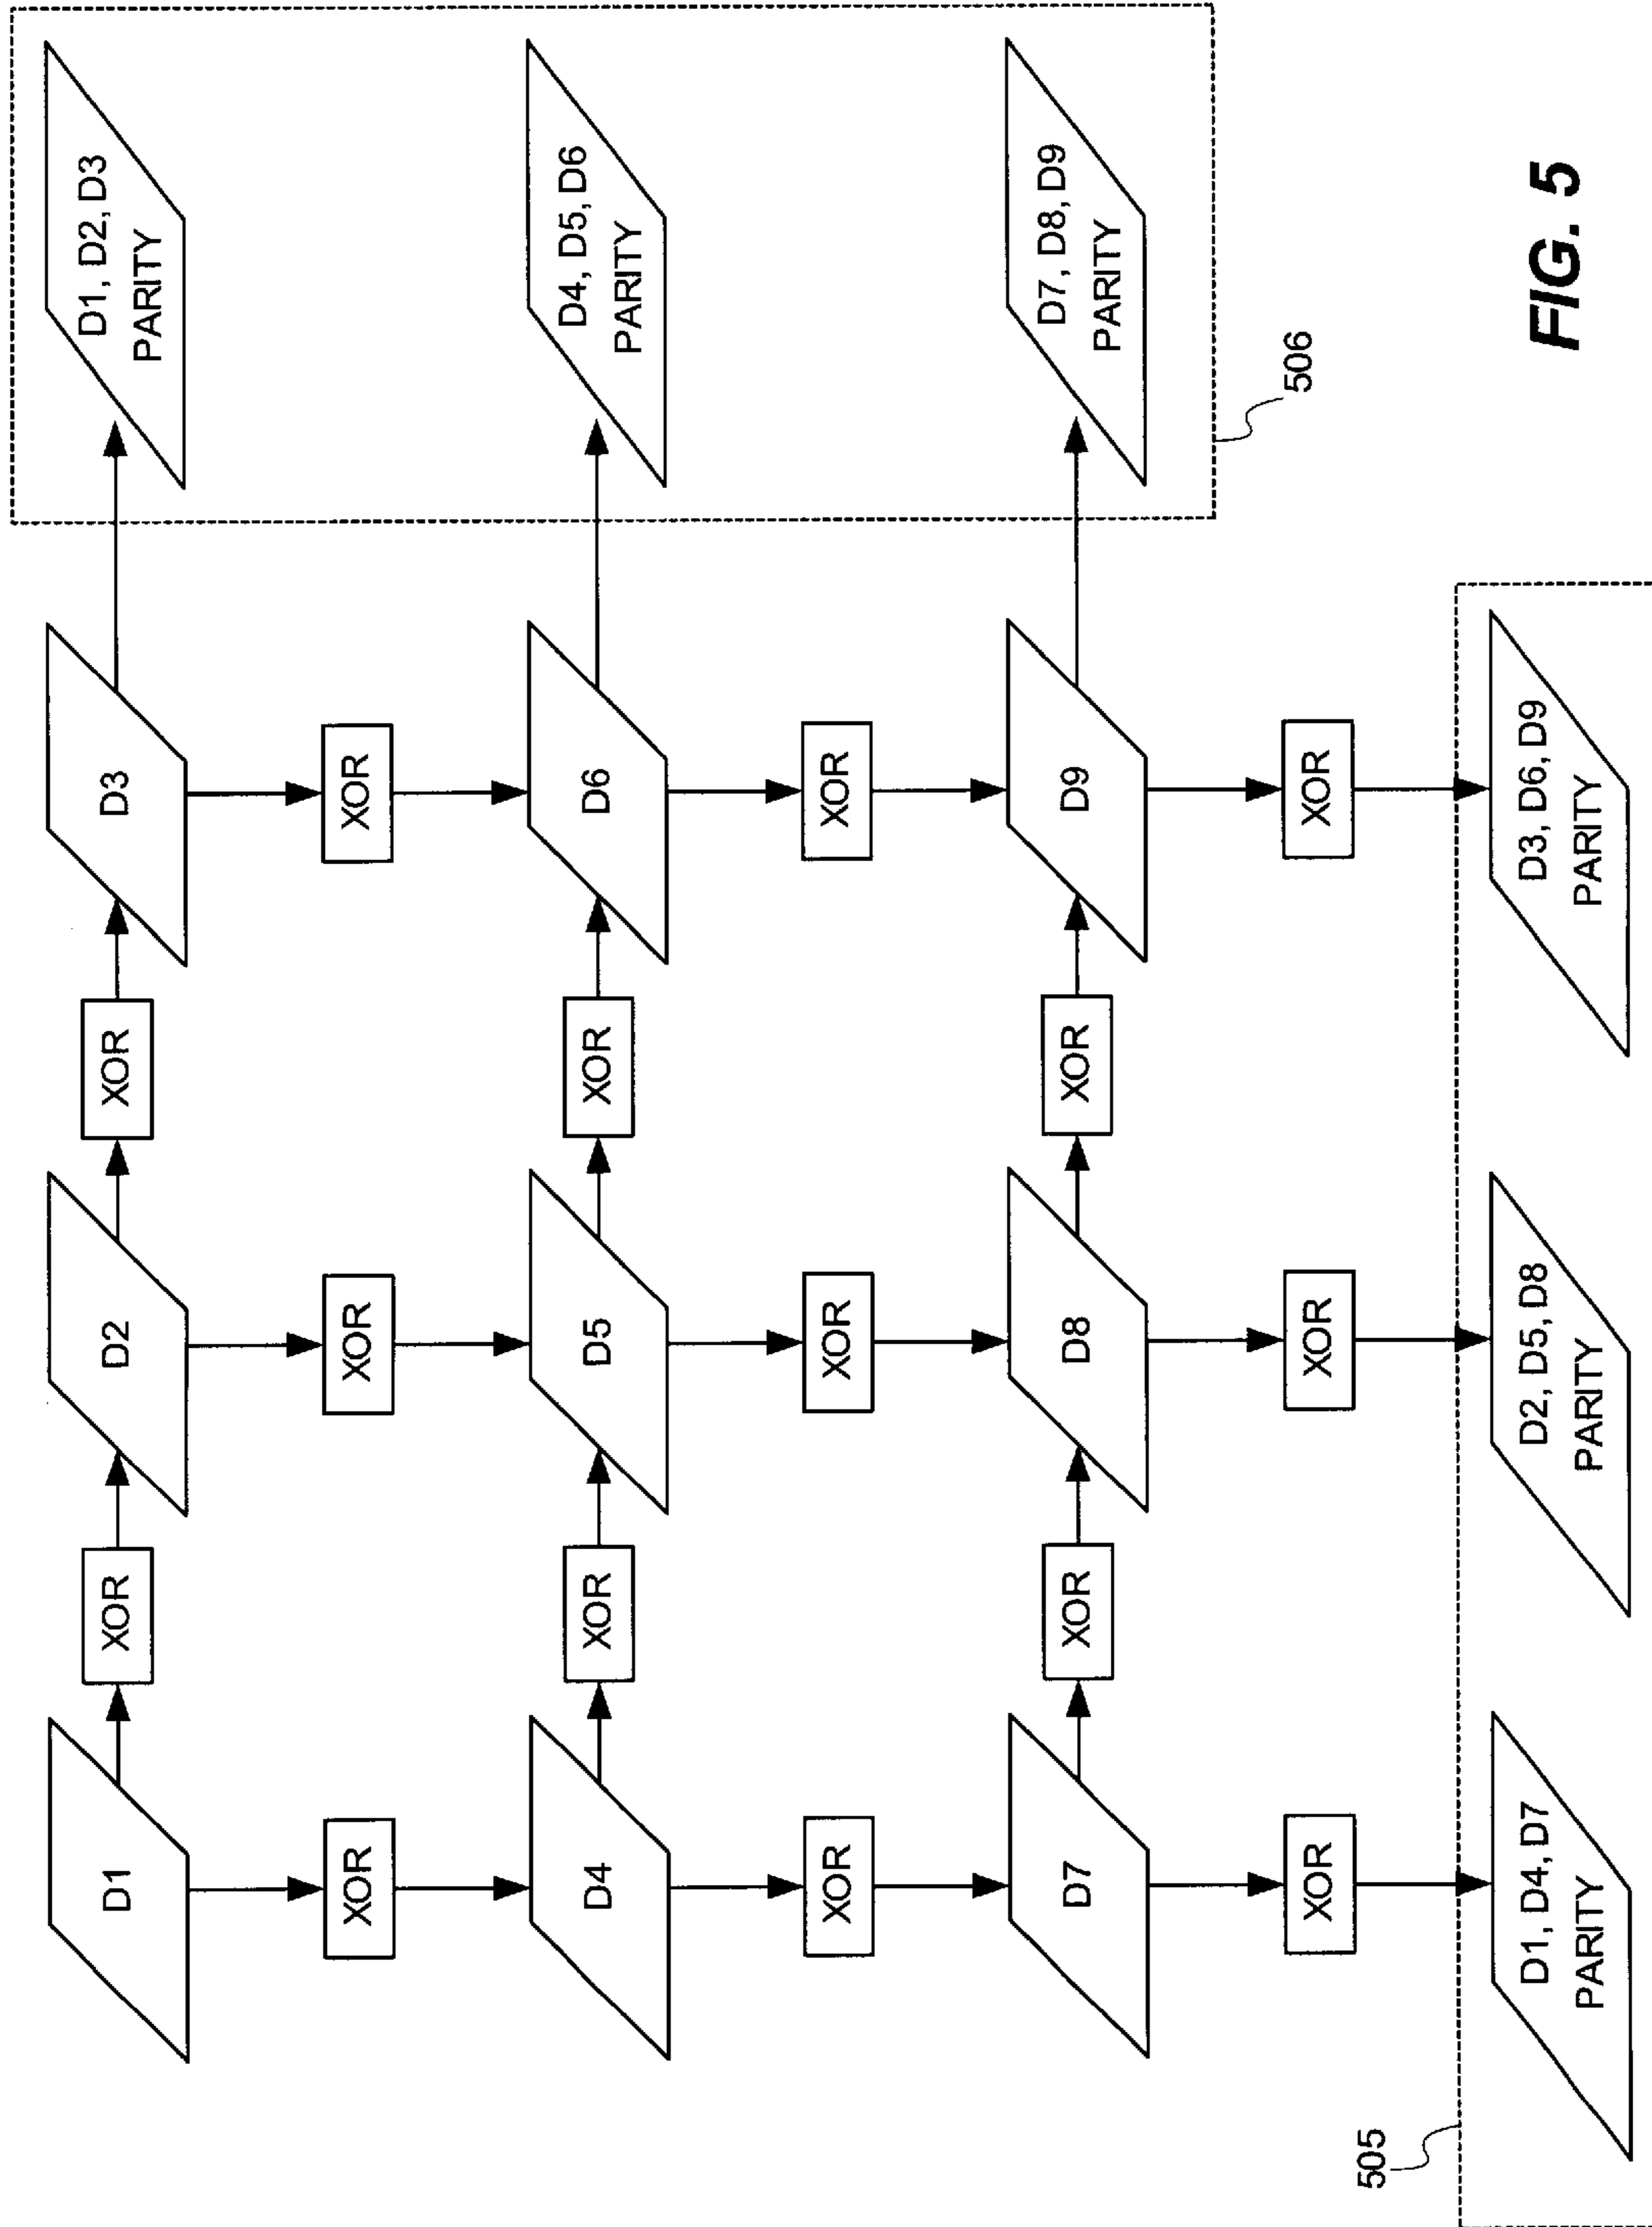 D1
XOR
D2
XOR
D3
D1, D2, D3
PARITY
XOR
XOR
XOR
D4
XOR
D5
XOR
D6
D4, D5, D6
PARITY
XOR
XOR
XOR
D7
XOR
D8
XOR
D9
D7, D8, D9
PARITY
506
XOR
XOR
XOR
505
D1, D4, D7
PARITY
D2, D5, D8
PARITY
D3, D6, D9
PARITY
FIG. 5